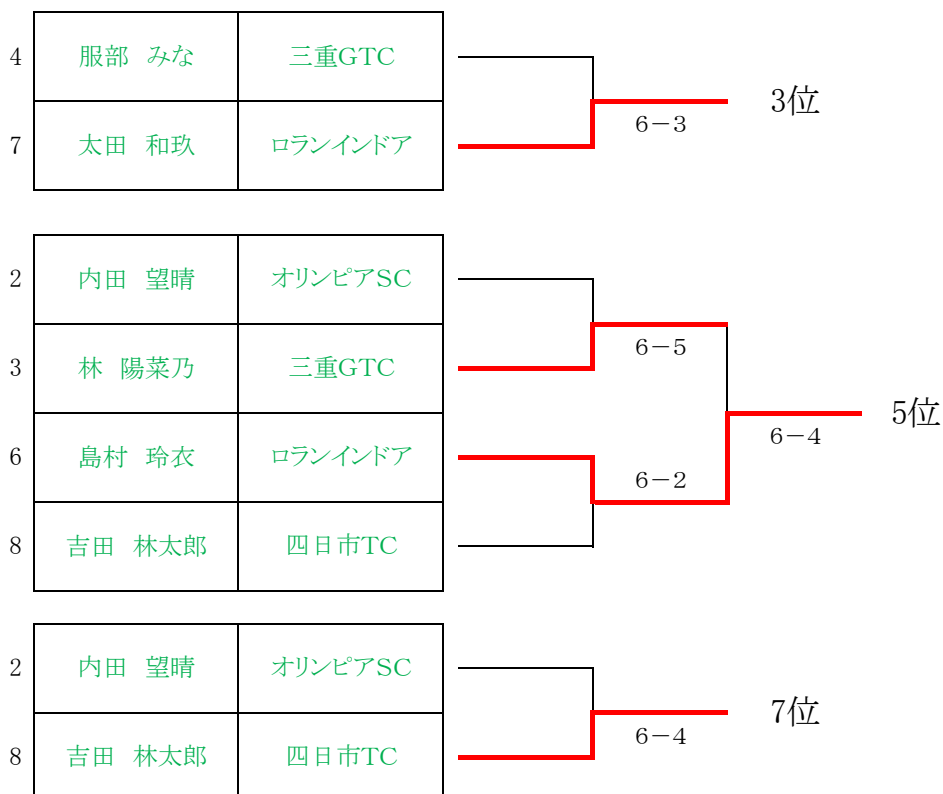 4 服部 みな 三重GTC
3位
6-3
7 太田 和玖 ロランインドア
2 内田 望晴 オリンピアSC
6-5
3 林 陽菜乃 三重GTC
5位
6-4
6 島村 玲衣 ロランインドア
6-2
8 吉田 林太郎 四日市TC
2 内田 望晴 オリンピアSC
7位
6-4
8 吉田 林太郎 四日市TC